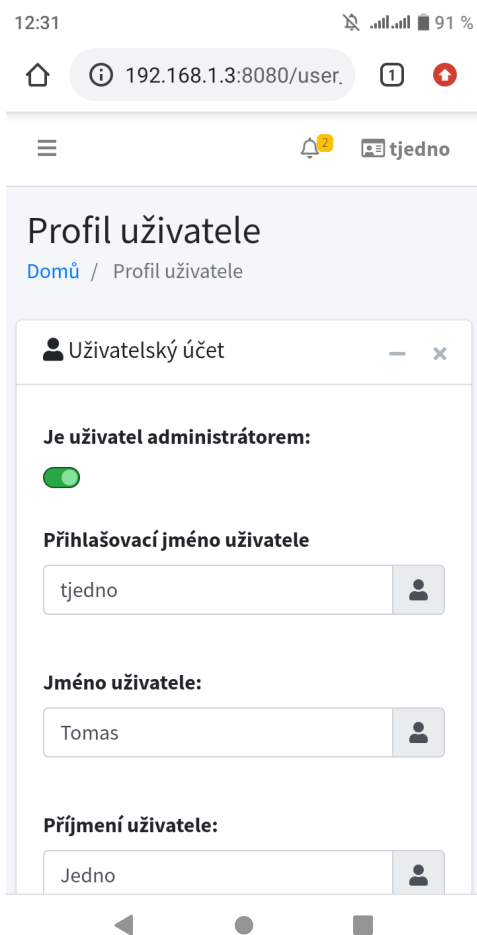 12:31 91 %
192.168.1.3:8080/user_ 1
2 tjedno
Profil uživatele
Domů / Profil uživatele
Uživatelský účet
Je uživatel administrátorem:
Přihlašovací jméno uživatele
tjedno
Jméno uživatele:
Tomas
Příjmení uživatele:
Jedno